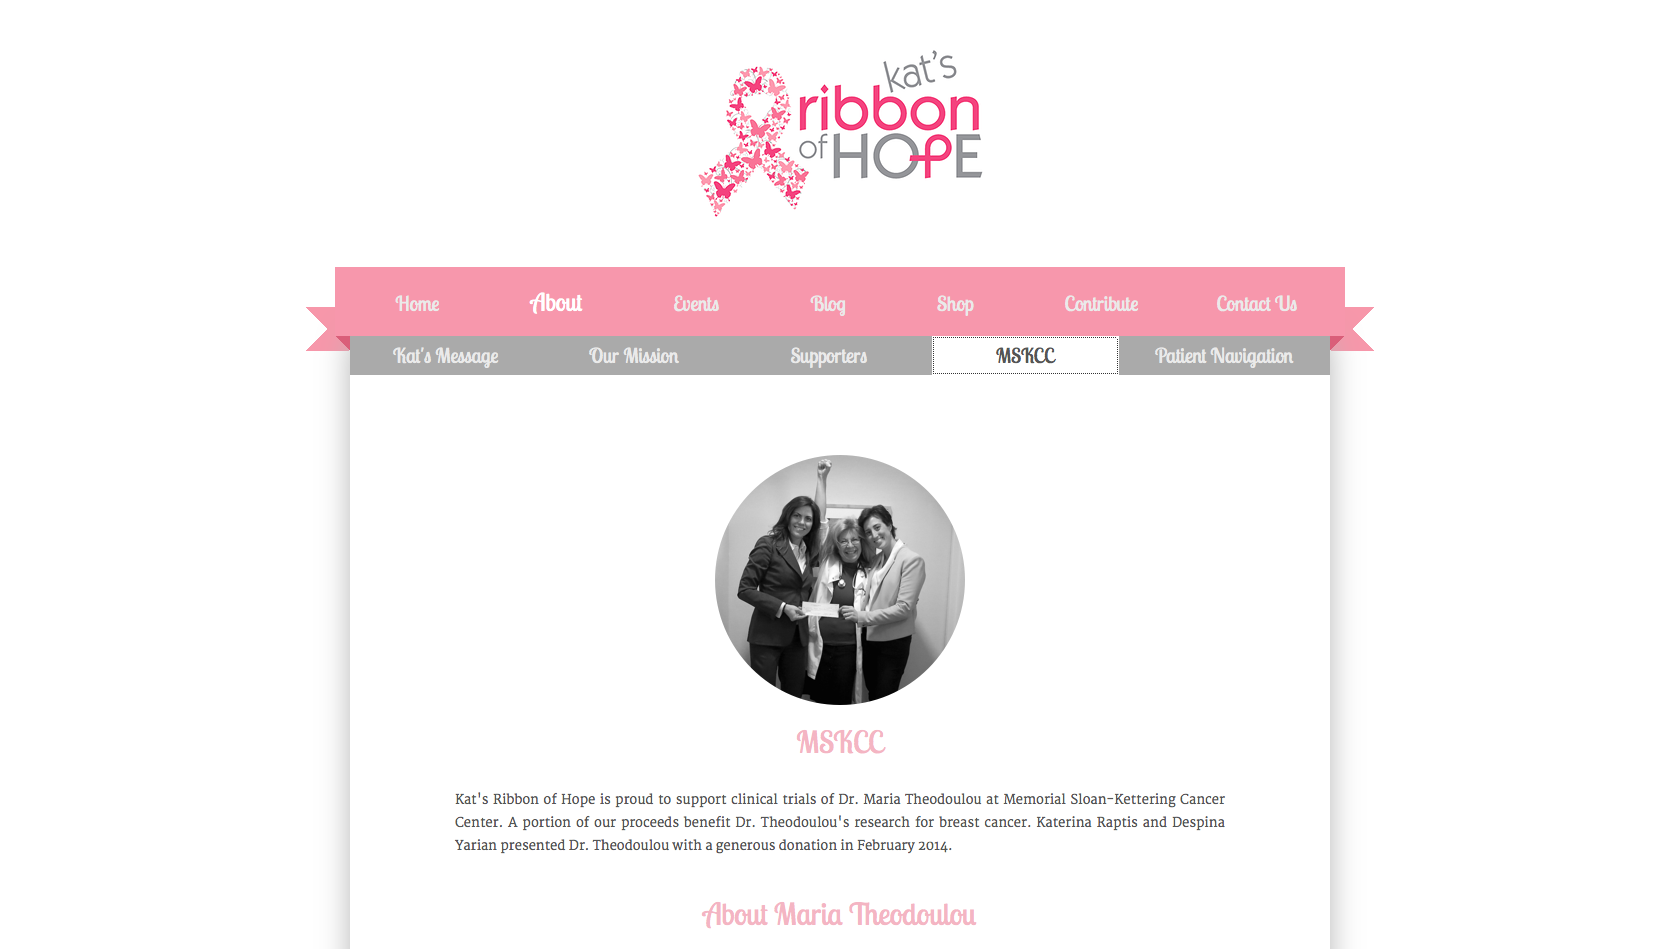 kat's
ribbon
of HOPE
Home About Events Blog Shop Contribute Contact Us
Kat's Message Our Mission Supporters MSKCC Patient Navigation
MSKCC
Kat's Ribbon of Hope is proud to support clinical trials of Dr. Maria Theodoulou at Memorial Sloan-Kettering Cancer
Center. A portion of our proceeds benefit Dr. Theodoulou's research for breast cancer. Katerina Raptis and Despina
Yarian presented Dr. Theodoulou with a generous donation in February 2014.
About Maria Theodoulou